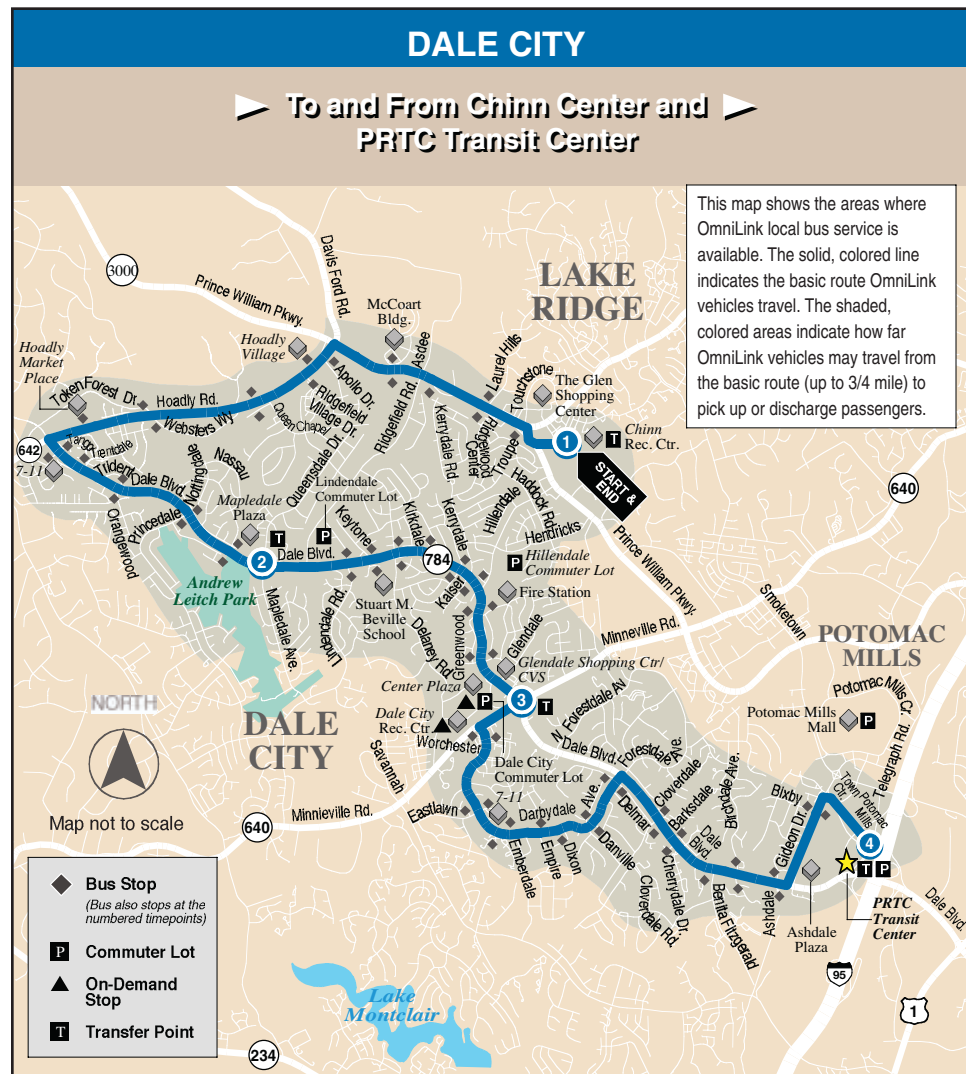 DALE CITY
To and From Chinn Center and
PRTC Transit Center
This map shows the areas where
OmniLink local bus service is
available. The solid, colored line
indicates the basic route OmniLink
vehicles travel. The shaded,
colored areas indicate how far
OmniLink vehicles may travel from
the basic route (up to 3/4 mile) to
pick up or discharge passengers.
3000
Davis Ford Rd.
Prince William Pkwy.
LAKE
RIDGE
McCoart
Bldg.
Hoadly
Village
Asdee
Laurel Hills
Touchstone
Hoadly
Market
Place
Token Forest Dr.
Hoadly Rd.
Websters Wy
Apollo Dr.
Ridgefield
Village Dr.
Queen Chapel
Queensdale Dr.
Ridgefield Rd.
Kerrydale Rd.
Ridgewood
Center
Trouper
The Glen
Shopping
Center
1
Chinn
Rec. Ctr.
T
START &
END
642
7-11
Tango
Trentdale
Trident
Dale Blvd.
Nottingdale
Nassau
Orangewood
Princedale
Mapledale
Plaza
T
Lindendale
Commuter Lot
P
Keytone
Kirkdale
Kerrydale
Hillendale
Haddock Rd.
Hendricks
640
Prince William Pkwy.
2
Dale Blvd.
784
P
Hillendale
Commuter Lot
Fire Station
Andrew
Leitch Park
Mapledale Ave.
Lindendale Rd.
Stuart M.
Beville
School
Kaiser
Delaney Rd.
Greenwood
Glendale
Minneville Rd.
Smoketown
Glendale Shopping Ctr/
CVS
POTOMAC
MILLS
Center Plaza
P
3
T
N. Forestdale Av
Potomac Mills Cr.
Potomac Mills
Mall
P
Telegraph Rd.
NORTH
DALE
CITY
Dale City
Rec. Ctr.
Worchester
Savannah
Dale City
Commuter Lot
Dale Blvd.
Forestdale Ave.
Cloverdale
Barksdale
Birchdale Ave.
Bixby
Town Potomac
Ctr. Mills
Map not to scale
Minnieville Rd.
640
Eastlawn
7-11
Darbydale
Ave.
Delmar
Dale
Blvd.
Gideon Dr.
4
T
P
Emberdale
Empire
Dixon
Danville
Cloverdale Rd
Cherrydale Dr.
Benita Fitzgerald
Ashdale
Ashdale
Plaza
PRTC
Transit
Center
Dale Blvd.
95
1
Lake
Montclair
234
Bus Stop
(Bus also stops at the
numbered timepoints)
P
Commuter Lot
On-Demand
Stop
T
Transfer Point